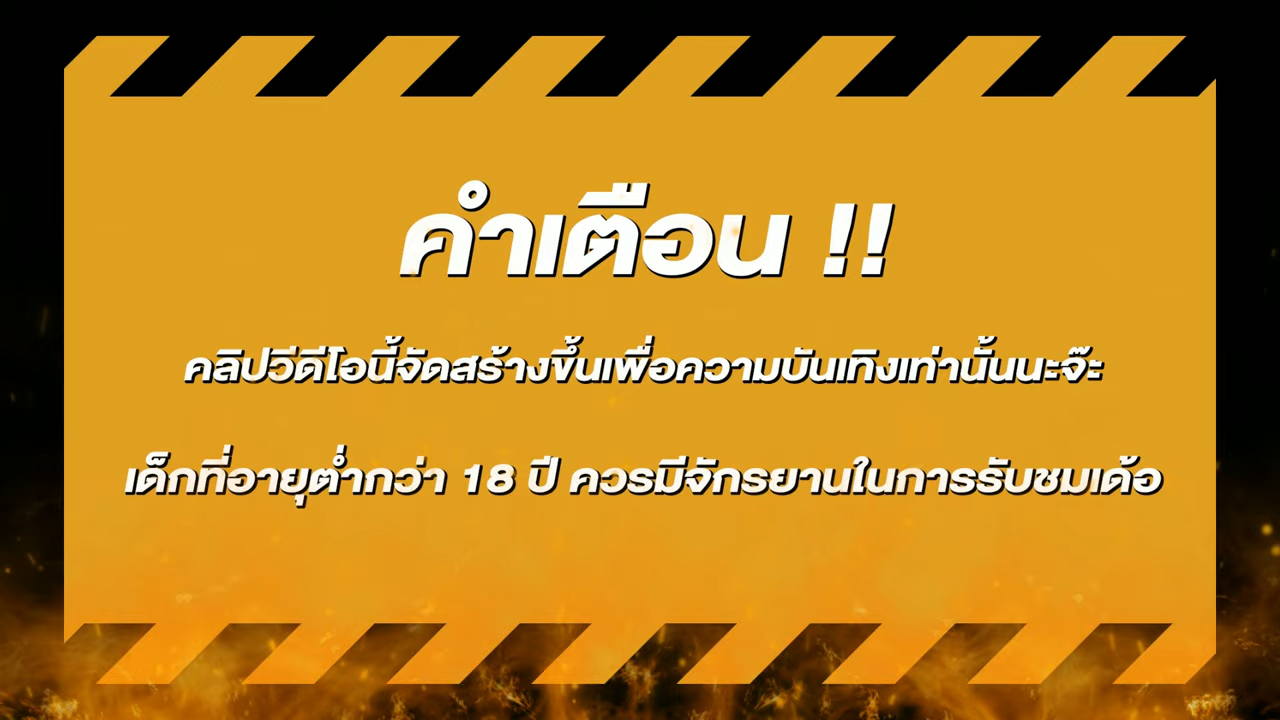 คำเตือน !!
คลิปวีดีโอนี้จัดสร้างขึ้นเพื่อความบันเทิงเท่านั้นนะจ๊ะ
เด็กที่อายุต่ำกว่า 18 ปี ควรมีจักรยานในการรับชมเด้อ